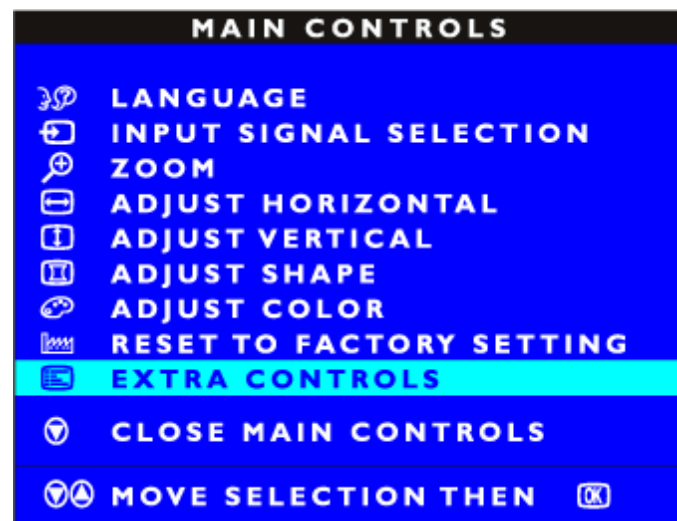 MAIN CONTROLS
LANGUAGE
INPUT SIGNAL SELECTION
ZOOM
ADJUST HORIZONTAL
ADJUST VERTICAL
ADJUST SHAPE
ADJUST COLOR
RESET TO FACTORY SETTING
EXTRA CONTROLS
CLOSE MAIN CONTROLS
MOVE SELECTION THEN OK